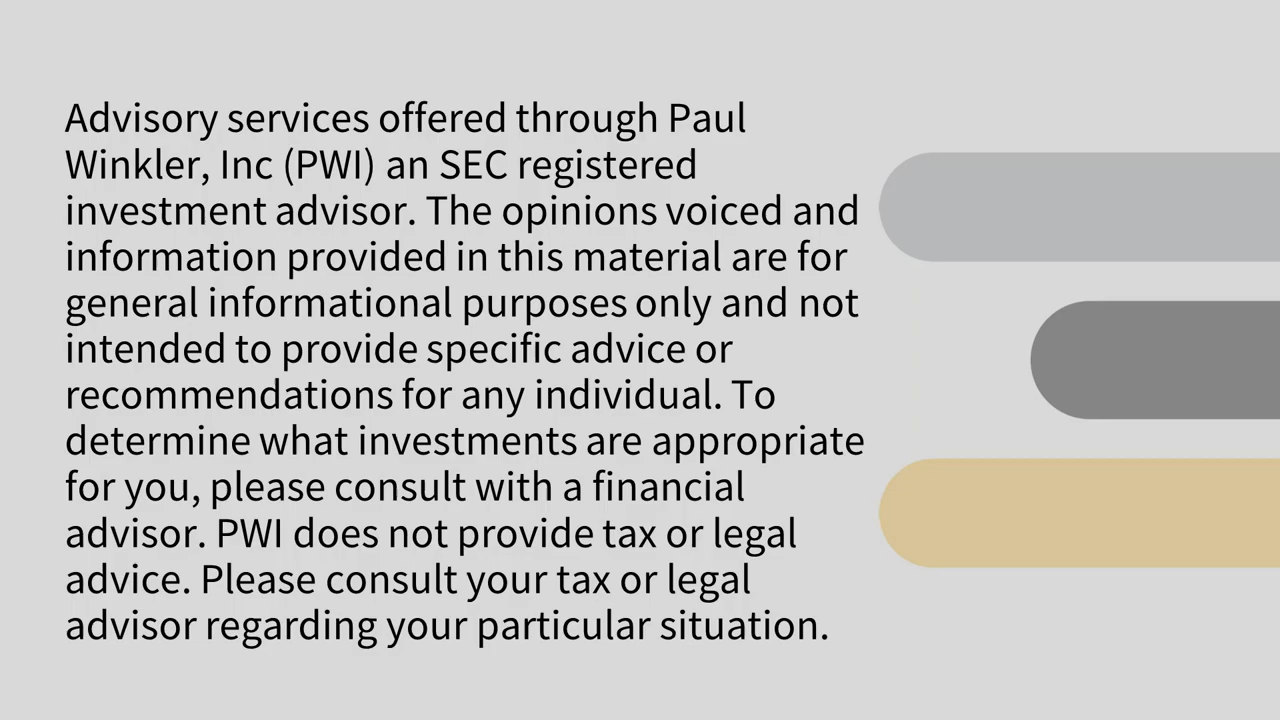 Advisory services offered through Paul
Winkler, Inc (PWI) an SEC registered
investment advisor. The opinions voiced and
information provided in this material are for
general informational purposes only and not
intended to provide specific advice or
recommendations for any individual. To
determine what investments are appropriate
for you, please consult with a financial
advisor. PWI does not provide tax or legal
advice. Please consult your tax or legal
advisor regarding your particular situation.